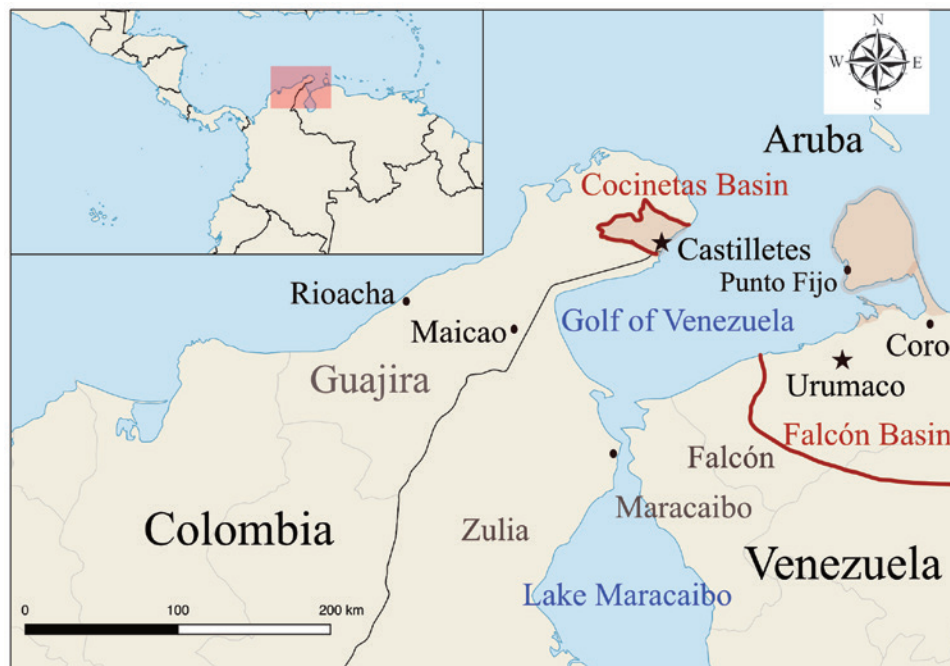 N
W E
S
Aruba
Cocinetas Basin
Castilletes
Punto Fijo
Rioacha
Maicao
Golf of Venezuela
Coro
Guajira
Urumaco
Falcón Basin
Falcón
Maracaibo
Zulia
Colombia
Venezuela
Lake Maracaibo
0 100 200 km